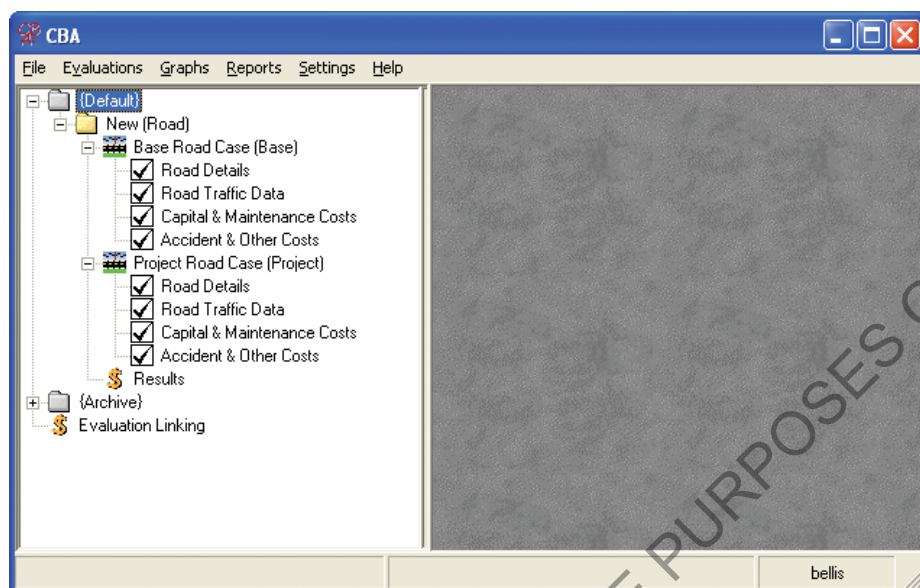 CBA
File Evaluations Graphs Reports Settings Help
{Default}
New (Road)
Base Road Case (Base)
Road Details
Road Traffic Data
Capital & Maintenance Costs
Accident & Other Costs
Project Road Case (Project)
Road Details
Road Traffic Data
Capital & Maintenance Costs
Accident & Other Costs
Results
{Archive}
Evaluation Linking
PURPOSES
bellis